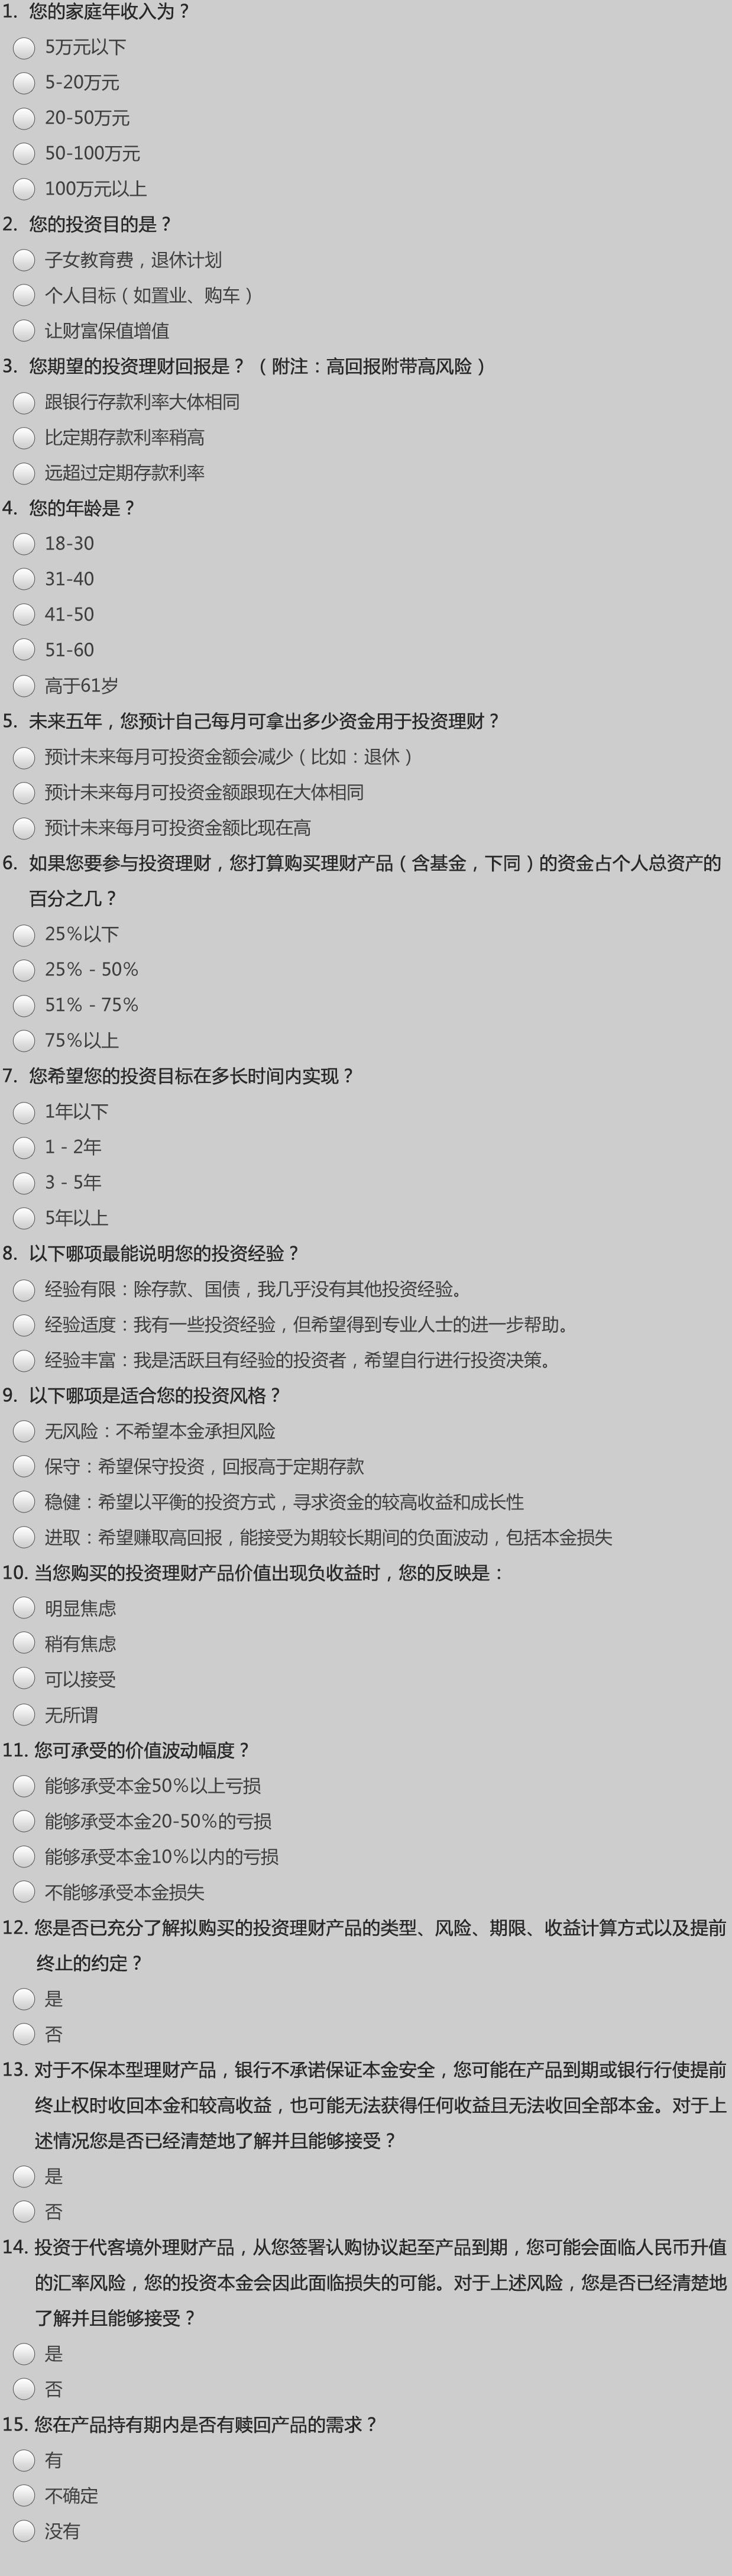 1. 您的家庭年收入为？
5万元以下
5-20万元
20-50万元
50-100万元
100万元以上
2. 您的投资目的是？
子女教育费，退休计划
个人目标（如置业、购车）
让财富保值增值
3. 您期望的投资理财回报是？（附注：高回报附带高风险）
跟银行存款利率大体相同
比定期存款利率稍高
远超过定期存款利率
4. 您的年龄是？
18-30
31-40
41-50
51-60
高于61岁
5. 未来五年，您预计自己每月可拿出多少资金用于投资理财？
预计未来每月可投资金额会减少（比如：退休）
预计未来每月可投资金额跟现在大体相同
预计未来每月可投资金额比现在高
6. 如果您要参与投资理财，您打算购买理财产品（含基金，下同）的资金占个人总资产的
百分之几？
25%以下
25% - 50%
51% - 75%
75%以上
7. 您希望您的投资目标在多长时间内实现？
1年以下
1 - 2年
3 - 5年
5年以上
8. 以下哪项最能说明您的投资经验？
经验有限：除存款、国债，我几乎没有其他投资经验。
经验适度：我有一些投资经验，但希望得到专业人士的进一步帮助。
经验丰富：我是活跃且有经验的投资者，希望自行进行投资决策。
9. 以下哪项是适合您的投资风格？
无风险：不希望本金承担风险
保守：希望保守投资，回报高于定期存款
稳健：希望以平衡的投资方式，寻求资金的较高收益和成长性
进取：希望赚取高回报，能接受为期较长期间的负面波动，包括本金损失
10. 当您购买的投资理财产品价值出现负收益时，您的反映是：
明显焦虑
稍有焦虑
可以接受
无所谓
11. 您可承受的价值波动幅度？
能够承受本金50%以上亏损
能够承受本金20-50%的亏损
能够承受本金10%以内的亏损
不能够承受本金损失
12. 您是否已充分了解拟购买的投资理财产品的类型、风险、期限、收益计算方式以及提前
终止的约定？
是
否
13. 对于不保本型理财产品，银行不承诺保证本金安全，您可能在产品到期或银行行使提前
终止权时收回本金和较高收益，也可能无法获得任何收益且无法收回全部本金。对于上
述情况您是否已经清楚地了解并且能够接受？
是
否
14. 投资于代客境外理财产品，从您签署认购协议起至产品到期，您可能会面临人民币升值
的汇率风险，您的投资本金会因此面临损失的可能。对于上述风险，您是否已经清楚地
了解并且能够接受？
是
否
15. 您在产品持有期内是否有赎回产品的需求？
有
不确定
没有